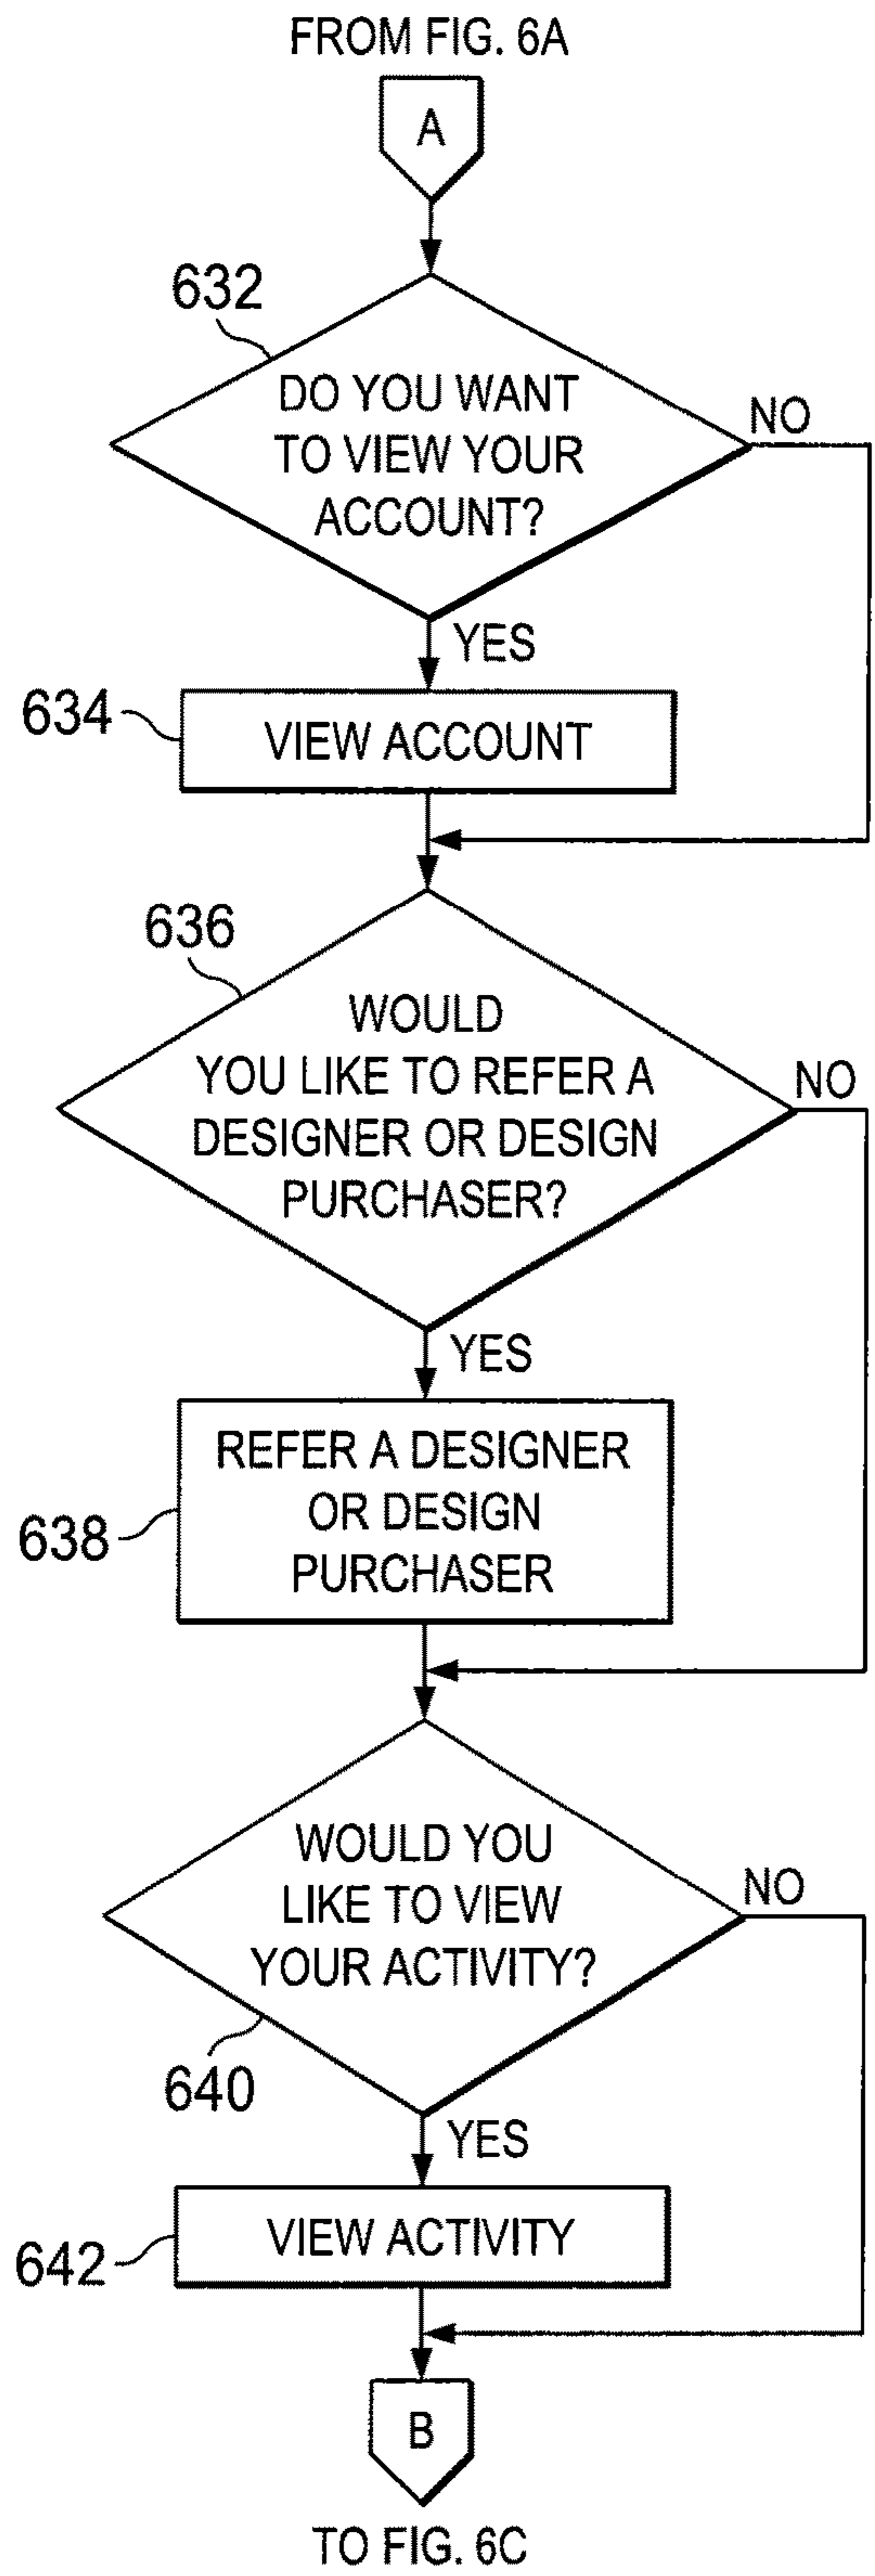 FROM FIG. 6A
A
632
DO YOU WANT
TO VIEW YOUR
ACCOUNT?
NO
YES
634
VIEW ACCOUNT
636
WOULD
YOU LIKE TO REFER A
DESIGNER OR DESIGN
PURCHASER?
NO
YES
638
REFER A DESIGNER
OR DESIGN
PURCHASER
WOULD YOU
LIKE TO VIEW
YOUR ACTIVITY?
NO
640
YES
642
VIEW ACTIVITY
B
TO FIG. 6C